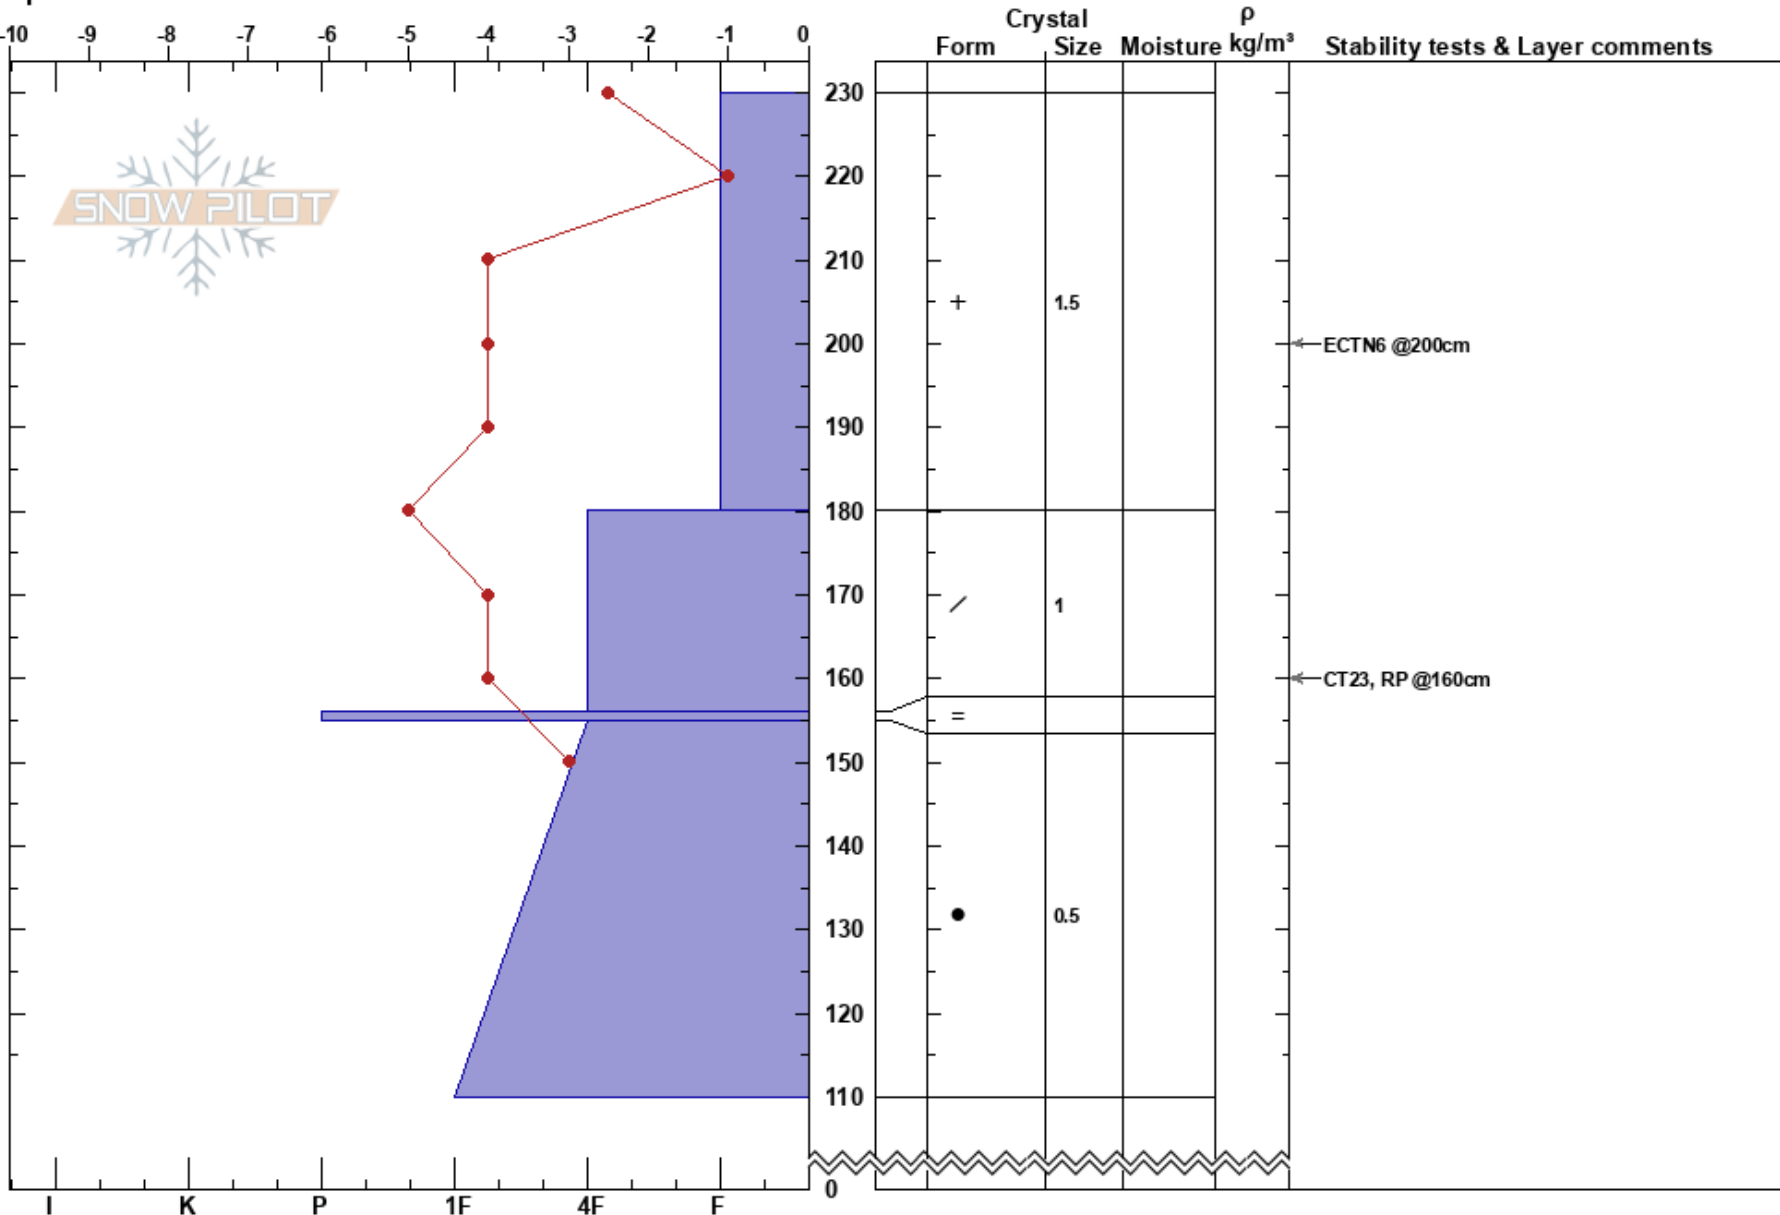 -10 -9 -8 -7 -6 -5 -4 -3 -2 -1 0
Crystal ρ
Form Size Moisture kg/m³ Stability tests & Layer comments
230
SNOW PILOT
220
210
+ 1.5
200 ECTN6 @200cm
190
180
170
1
160 CT23, RP @160cm
=
150
140
130
0.5
120
110
0
I K P 1F 4F F